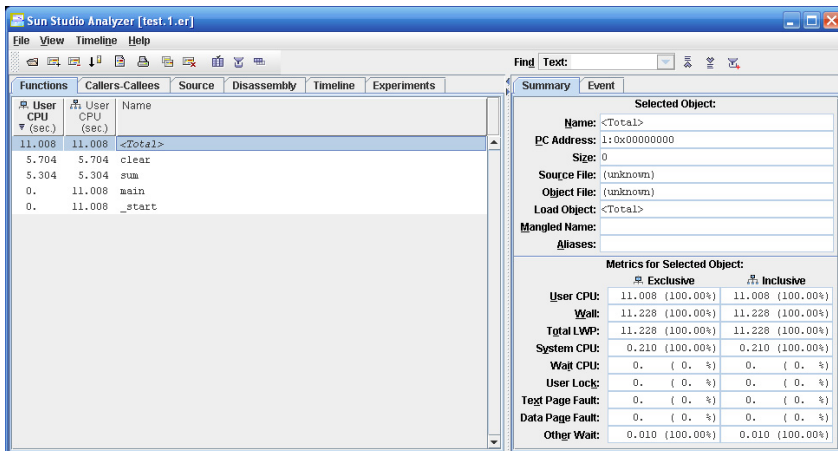 Sun Studio Analyzer [test.1.er]
File View Timeline Help
Find Text:
Functions Callers-Callees Source Disassembly Timeline Experiments
User CPU (sec.) User CPU (sec.) Name
11.008 11.008 <Total>
5.704 5.704 clear
5.304 5.304 sum
0. 11.008 main
0. 11.008 _start
Summary Event
Selected Object:
Name: <Total>
PC Address: 1:0x00000000
Size: 0
Source File: (unknown)
Object File: (unknown)
Load Object: <Total>
Mangled Name:
Aliases:
Metrics for Selected Object:
Exclusive Inclusive
User CPU: 11.008 (100.00%) 11.008 (100.00%)
Wall: 11.228 (100.00%) 11.228 (100.00%)
Total LWP: 11.228 (100.00%) 11.228 (100.00%)
System CPU: 0.210 (100.00%) 0.210 (100.00%)
Wait CPU: 0. ( 0. %) 0. ( 0. %)
User Lock: 0. ( 0. %) 0. ( 0. %)
Text Page Fault: 0. ( 0. %) 0. ( 0. %)
Data Page Fault: 0. ( 0. %) 0. ( 0. %)
Other Wait: 0.010 (100.00%) 0.010 (100.00%)